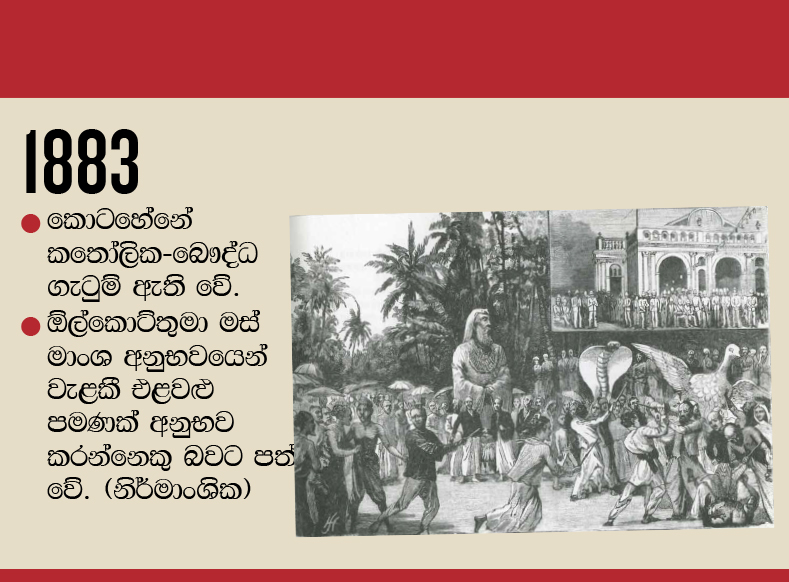 1883
කොටහේනේ
කතෝලික-බෞද්ධ
ගැටුම් ඇති වේ.
ඕල්කොට්තුමා මස්
මාංශ අනුභවයෙන්
වැළකී එළවළු
පමණක් අනුභව
කරන්නෙකු බවට පත්
වේ. (නිර්මාංශික)